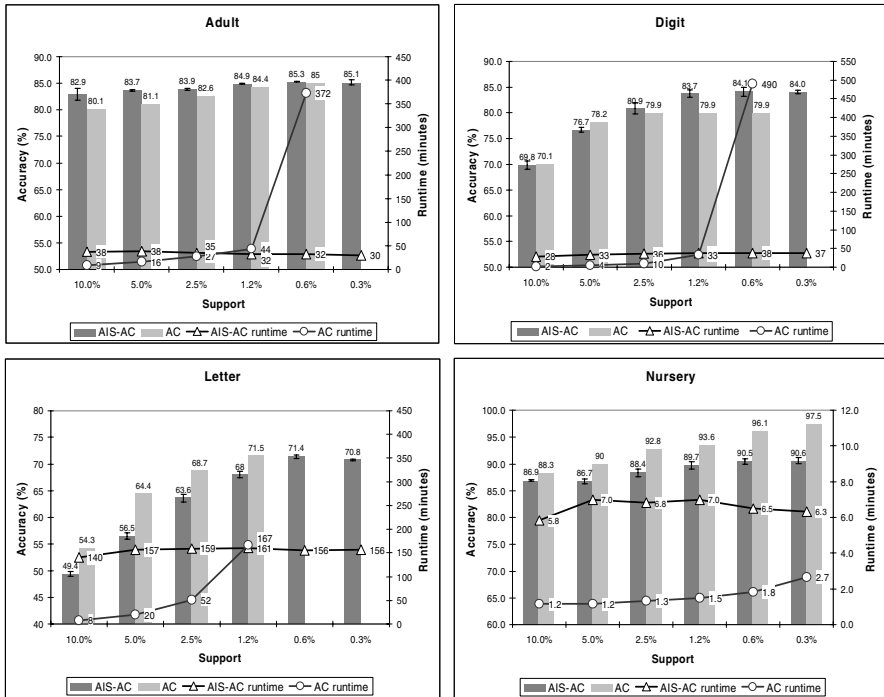 Adult
Accuracy (%)
90.0
85.0
80.0
75.0
70.0
65.0
60.0
55.0
50.0
82.9 80.1 83.7 81.1 83.9 82.6 84.9 84.4 85.3 85 85.1
38 38 35 32 32 30
9 16 27 44 372
450
400
350
300
250
200
150
100
50
0
Runtime (minutes)
10.0% 5.0% 2.5% 1.2% 0.6% 0.3%
Support
AIS-AC AC AIS-AC runtime AC runtime
Digit
Accuracy (%)
90.0
85.0
80.0
75.0
70.0
65.0
60.0
55.0
50.0
69.8 70.1 76.7 78.2 80.9 79.9 83.7 79.9 84.1 79.9 84.0
28 33 36 33 38 37
2 4 10 490
550
500
450
400
350
300
250
200
150
100
50
0
Runtime (minutes)
10.0% 5.0% 2.5% 1.2% 0.6% 0.3%
Support
AIS-AC AC AIS-AC runtime AC runtime
Letter
Accuracy (%)
80
75
70
65
60
55
50
45
40
49.4 54.3 56.5 64.4 63.6 68.7 68 71.5 71.4 70.8
140 157 159 161 156 156
8 20 52 167
450
400
350
300
250
200
150
100
50
0
Runtime (minutes)
10.0% 5.0% 2.5% 1.2% 0.6% 0.3%
Support
AIS-AC AC AIS-AC runtime AC runtime
Nursery
Accuracy (%)
100.0
95.0
90.0
85.0
80.0
75.0
70.0
65.0
60.0
86.9 88.3 86.7 90 88.4 92.8 89.7 93.6 90.5 96.1 90.6 97.5
5.8 7.0 6.8 7.0 6.5 6.3
1.2 1.2 1.3 1.5 1.8 2.7
12.0
10.0
8.0
6.0
4.0
2.0
0.0
Runtime (minutes)
10.0% 5.0% 2.5% 1.2% 0.6% 0.3%
Support
AIS-AC AC AIS-AC runtime AC runtime